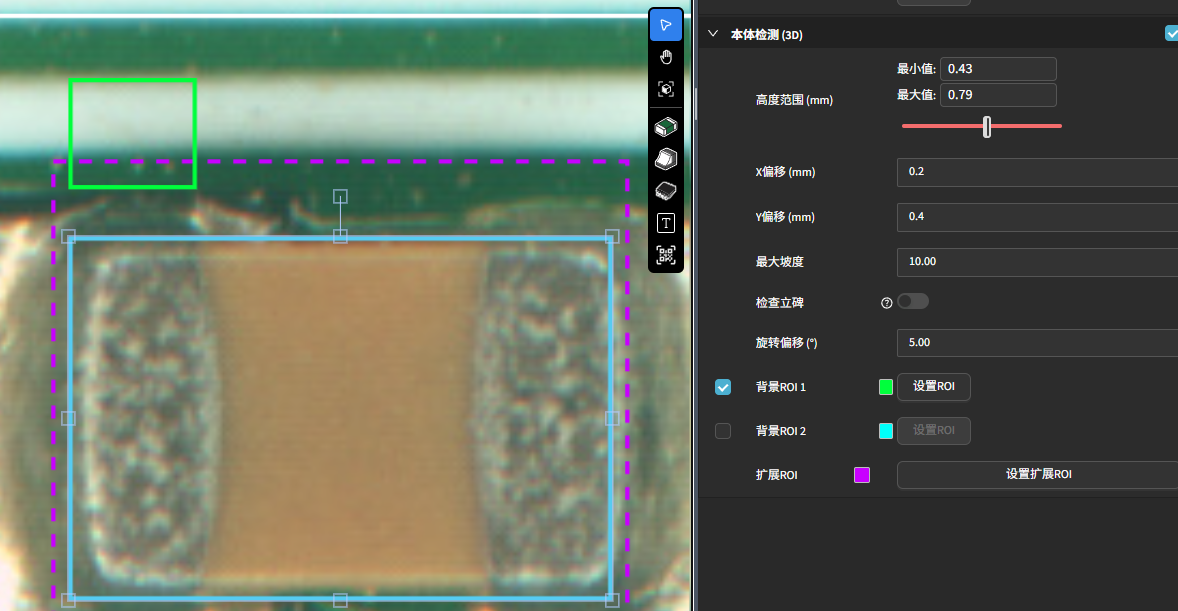 本体检测 (3D)
最小值: 0.43
高度范围 (mm)
最大值: 0.79
X偏移 (mm) 0.2
Y偏移 (mm) 0.4
最大坡度 10.00
检查立碑 ?
旋转偏移 (°) 5.00
背景ROI 1 设置ROI
背景ROI 2 设置ROI
扩展ROI 设置扩展ROI
T